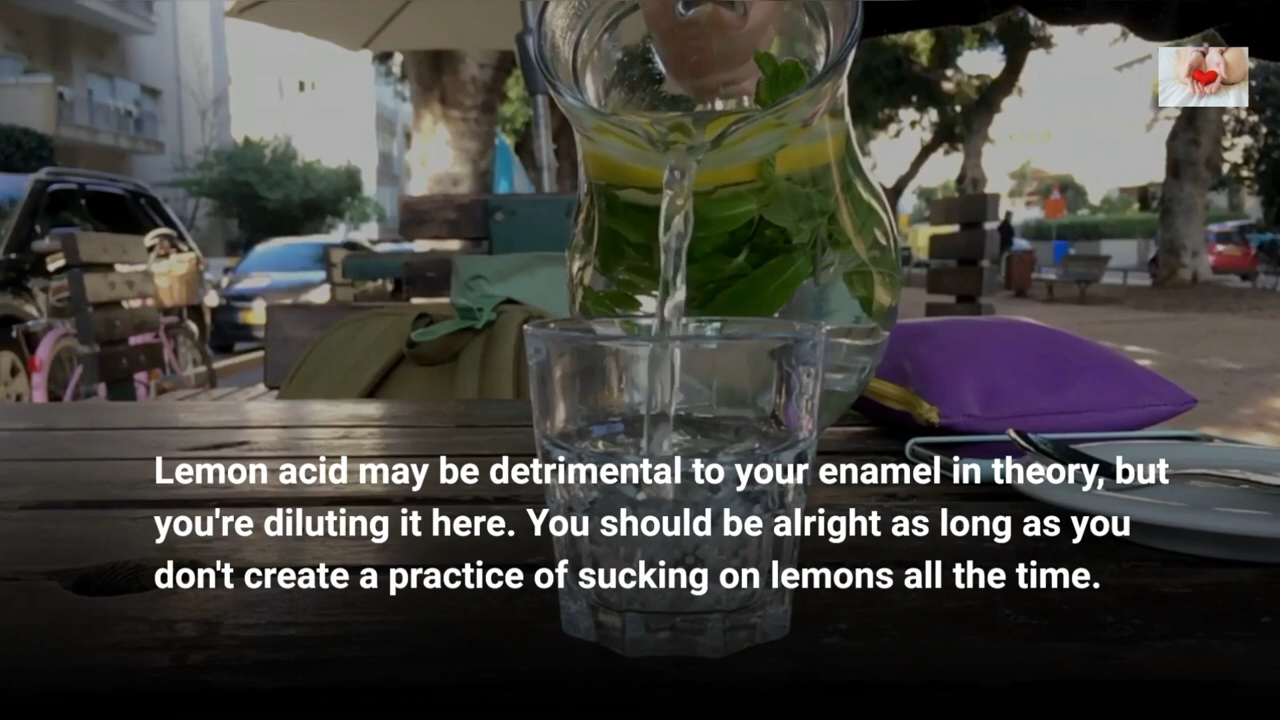 Lemon acid may be detrimental to your enamel in theory, but
you're diluting it here. You should be alright as long as you
don't create a practice of sucking on lemons all the time.